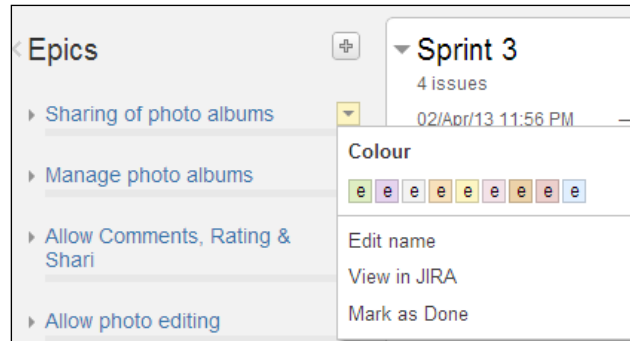 Epics
Sharing of photo albums
Manage photo albums
Allow Comments, Rating &
Shari
Allow photo editing
Sprint 3
4 issues
02/Apr/13 11:56 PM
Colour
e e e e e e e e e
Edit name
View in JIRA
Mark as Done